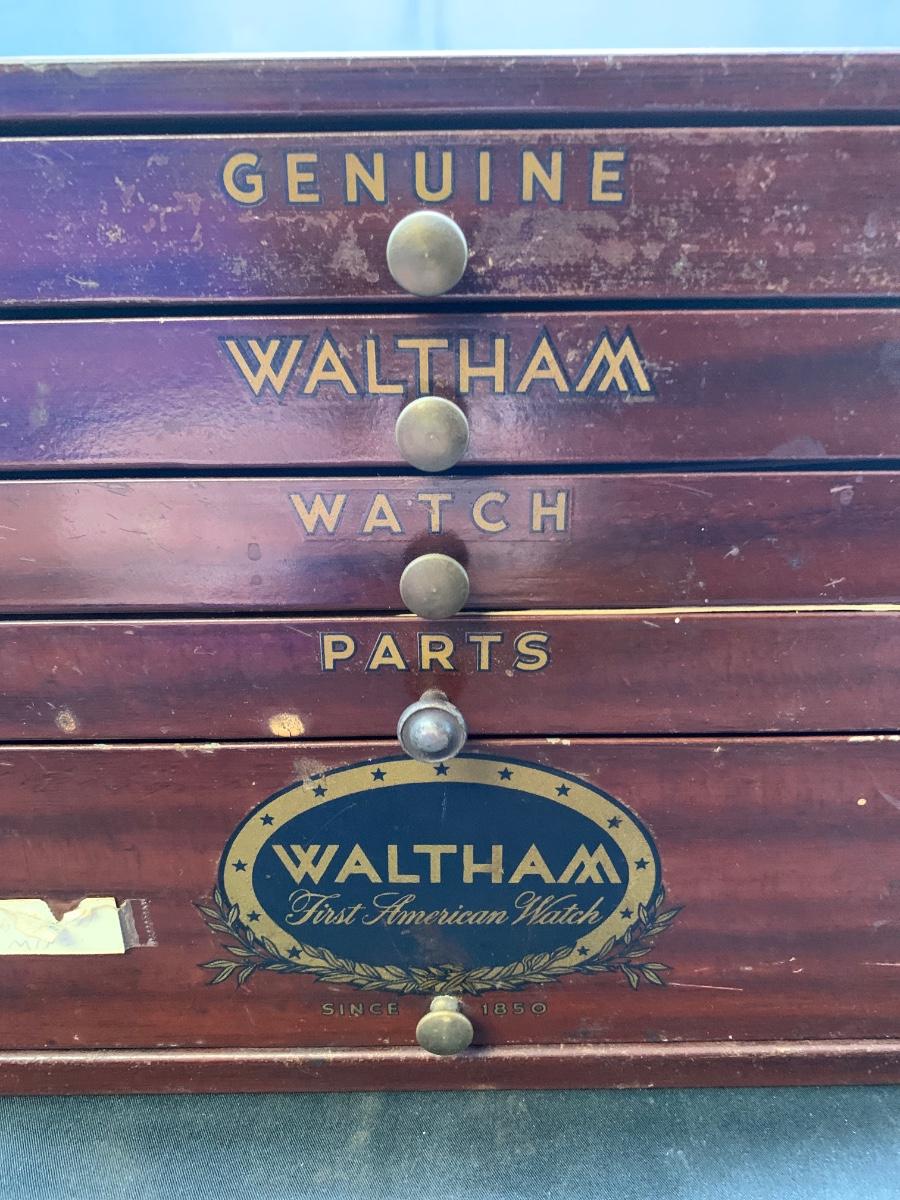 GENUINE
WALTHAM
WATCH
PARTS
WALTHAM
First American Watch
SINCE 1850